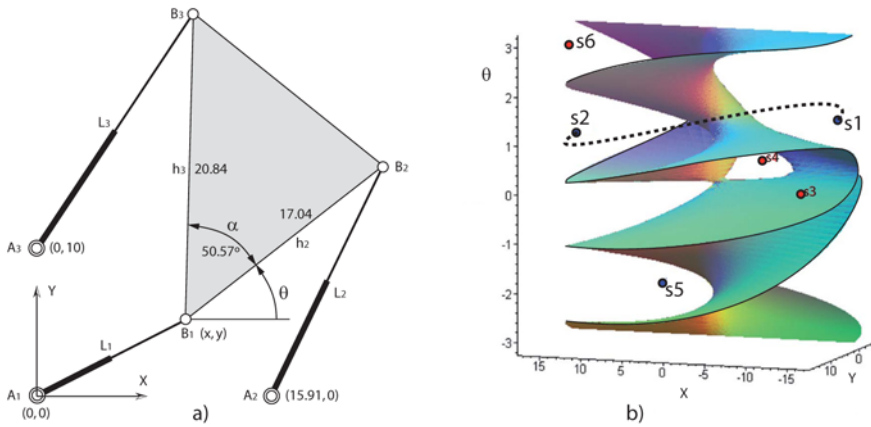 B3
L3
h3
20.84
B2
α
17.04
50.57º
h2
A3
(0, 10)
θ
L2
Y
B1 (x, y)
L1
X
A1
(0,0)
A2
(15.91, 0)
a)
s6
3
θ
2
s2
s1
1
s4
0
s3
-1
s5
-2
-3
15
10
5
0
-5
-10
-15
0
10
X
Y
b)